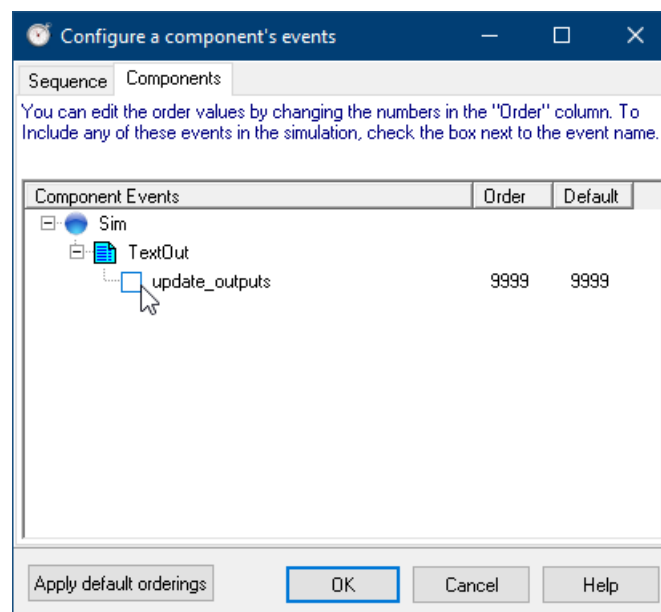 Configure a component's events
Sequence Components
You can edit the order values by changing the numbers in the "Order" column. To
Include any of these events in the simulation, check the box next to the event name.
Component Events Order Default
Sim
TextOut
update_outputs 9999 9999
Apply default orderings OK Cancel Help